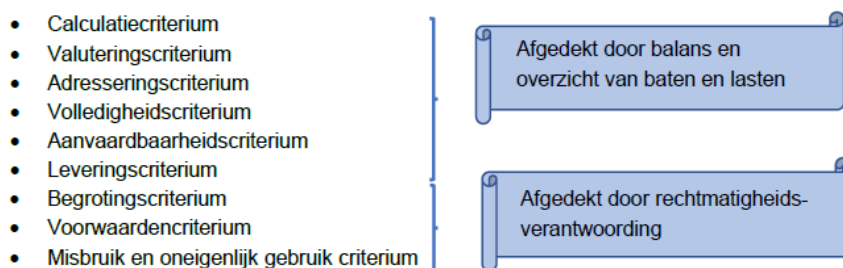 • Calculatiecriterium
• Valuteringscriterium
• Adresseringscriterium
• Volledigheidscriterium
• Aanvaardbaarheidscriterium
• Leveringscriterium
• Begrotingscriterium
• Voorwaardencriterium
• Misbruik en oneigenlijk gebruik criterium
Afgedekt door balans en
overzicht van baten en lasten
Afgedekt door rechtmatigheids-
verantwoording